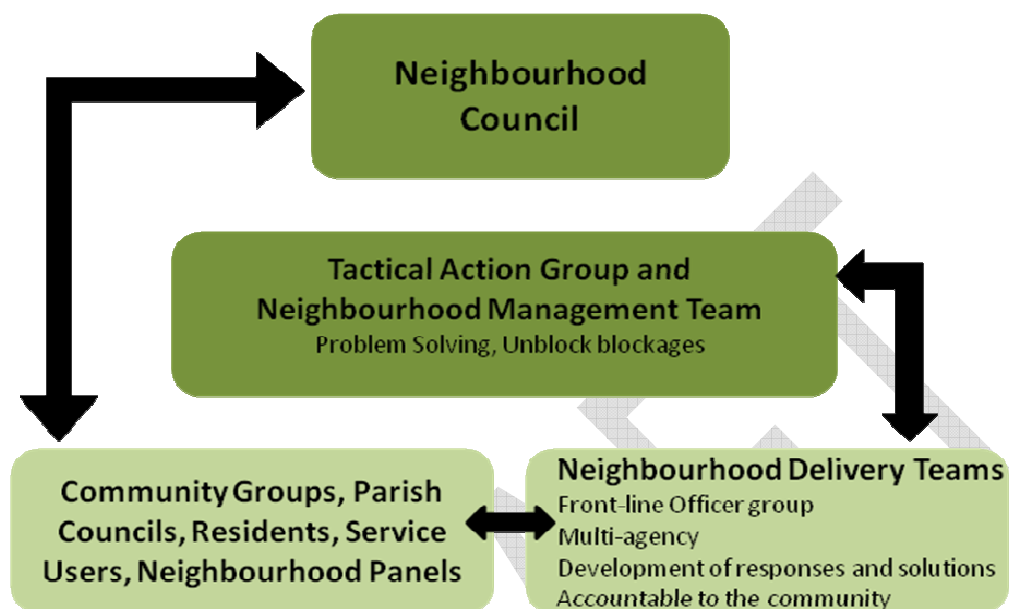 Neighbourhood
Council
Tactical Action Group and
Neighbourhood Management Team
Problem Solving, Unblock blockages
Community Groups, Parish
Councils, Residents, Service
Users, Neighbourhood Panels
Neighbourhood Delivery Teams
Front-line Officer group
Multi-agency
Development of responses and solutions
Accountable to the community